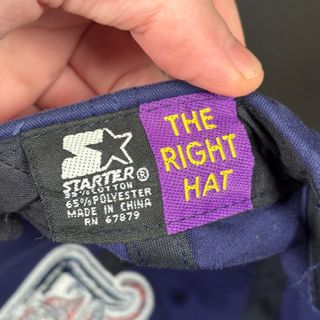 STARTER®
35% COTTON
65% POLYESTER
MADE IN CHINA
RN 67879
THE
RIGHT
HAT